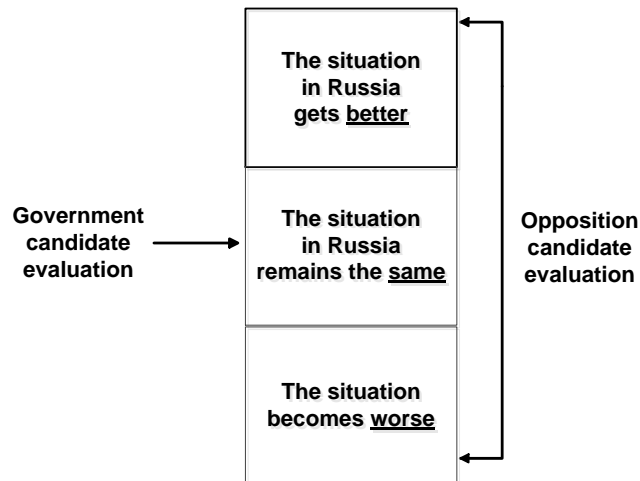 The situation
in Russia
gets better
Government
candidate
evaluation
The situation
in Russia
remains the same
Opposition
candidate
evaluation
The situation
becomes worse